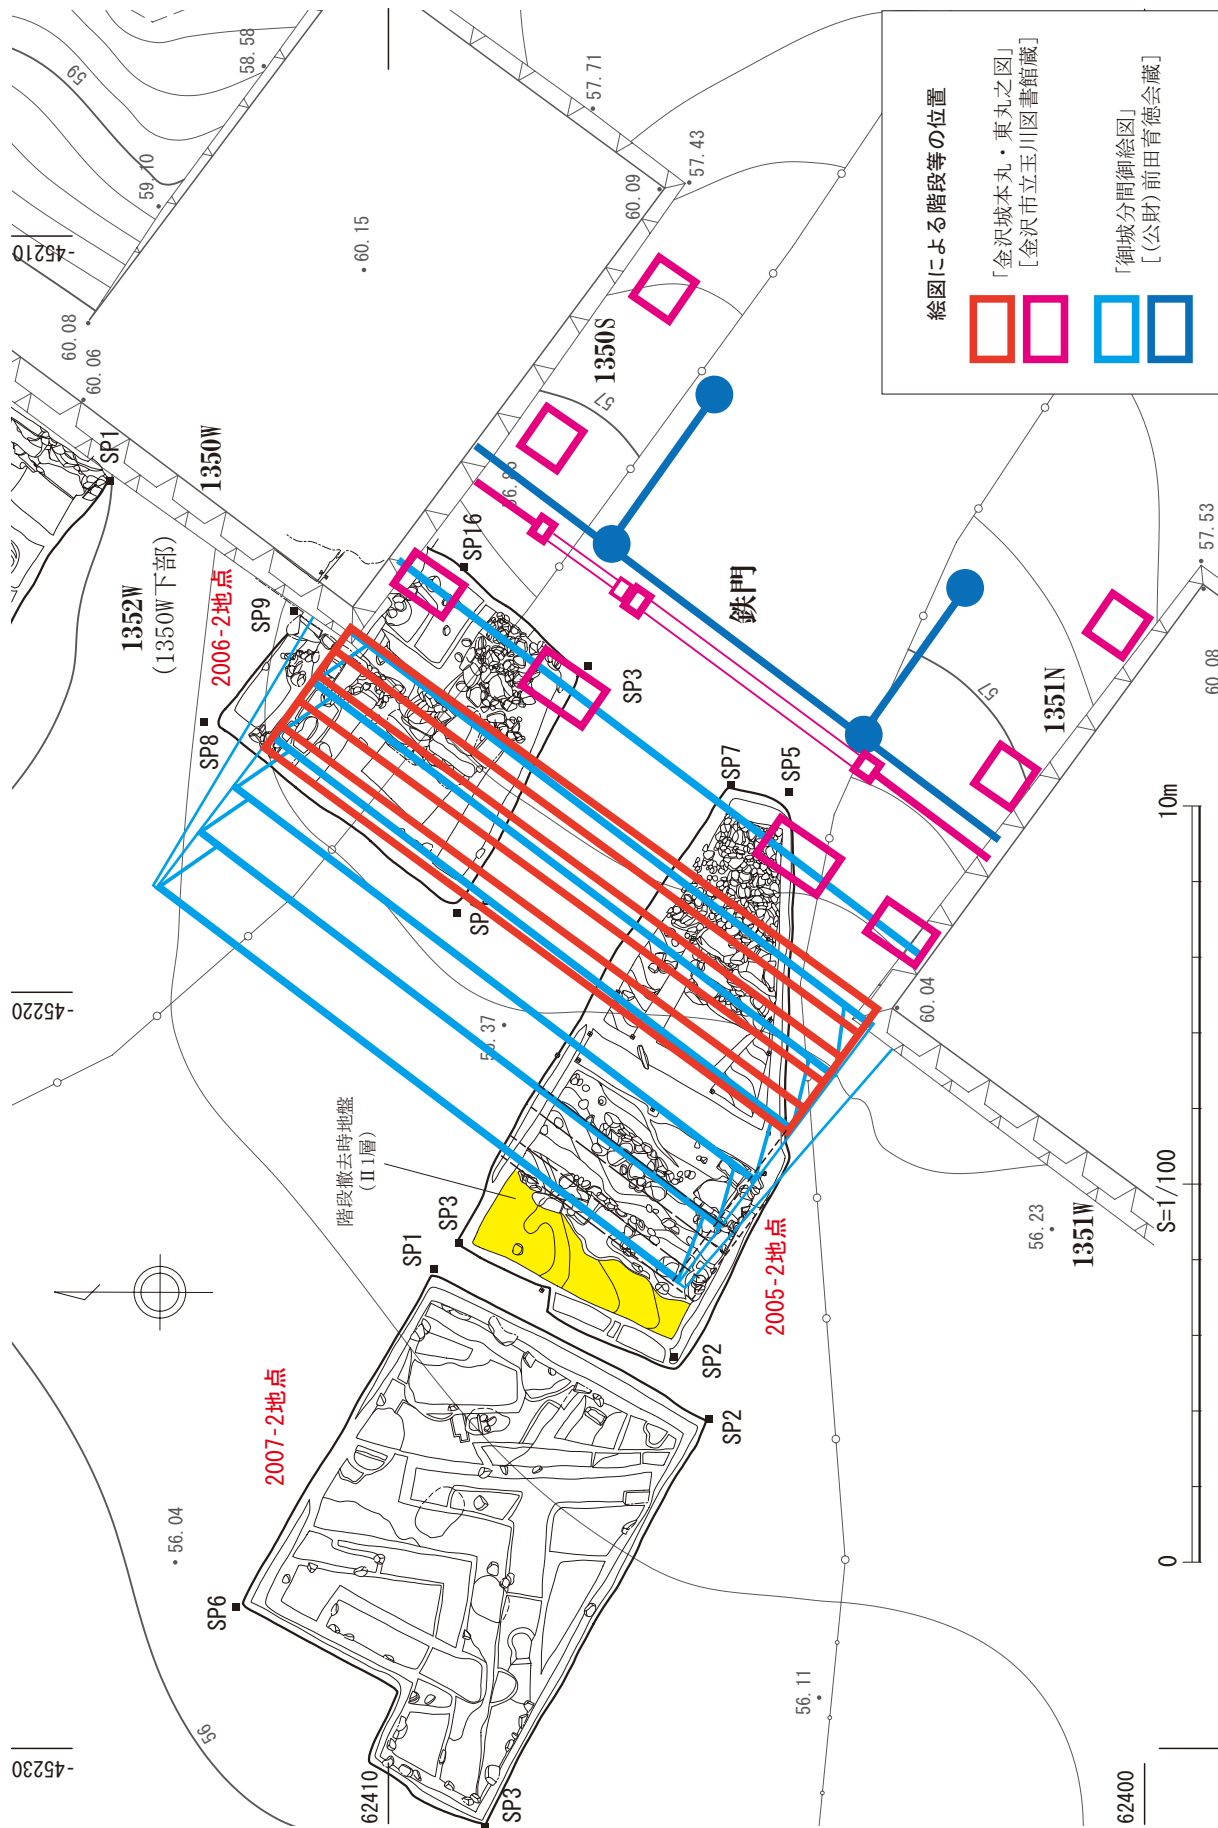 59
58.58
59.10
57.71
57.43
60.09
60.15
60.08
60.06
-45210
SP1
1350W
1352W
(1350W下部)
2006-2地点
SP9
SP8
SP16
SP3
1350S
57
鉄門
SP7
SP5
57
1351N
57.53
60.08
絵図による階段等の位置
「金沢城本丸・東丸之図」
[金沢市立玉川図書館蔵]
「御城分間御絵図」
[(公財)前田育徳会蔵]
-45220
60.04
階段撤去時地盤
(Ⅱ1層)
SP3
SP1
2005-2地点
SP2
SP2
56.23
1351W
S=1/100
10m
0
2007-2地点
56.04
SP6
56
56.11
SP3
-45230
62410
62400